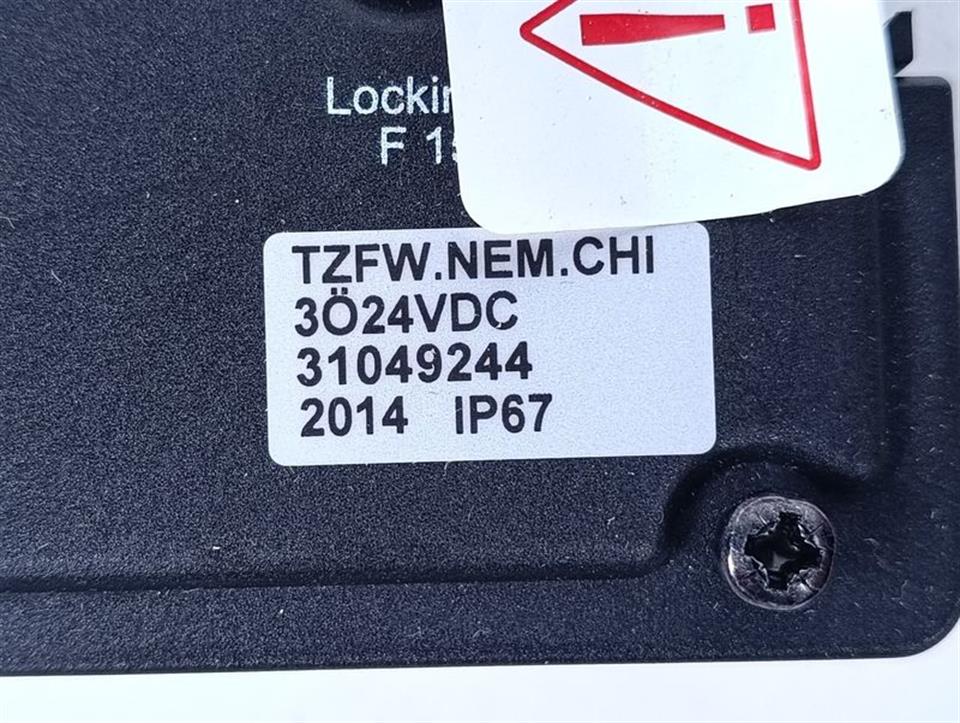 F
TZFW.NEM.CHI
3Ö24VDC
31049244
2014 IP67